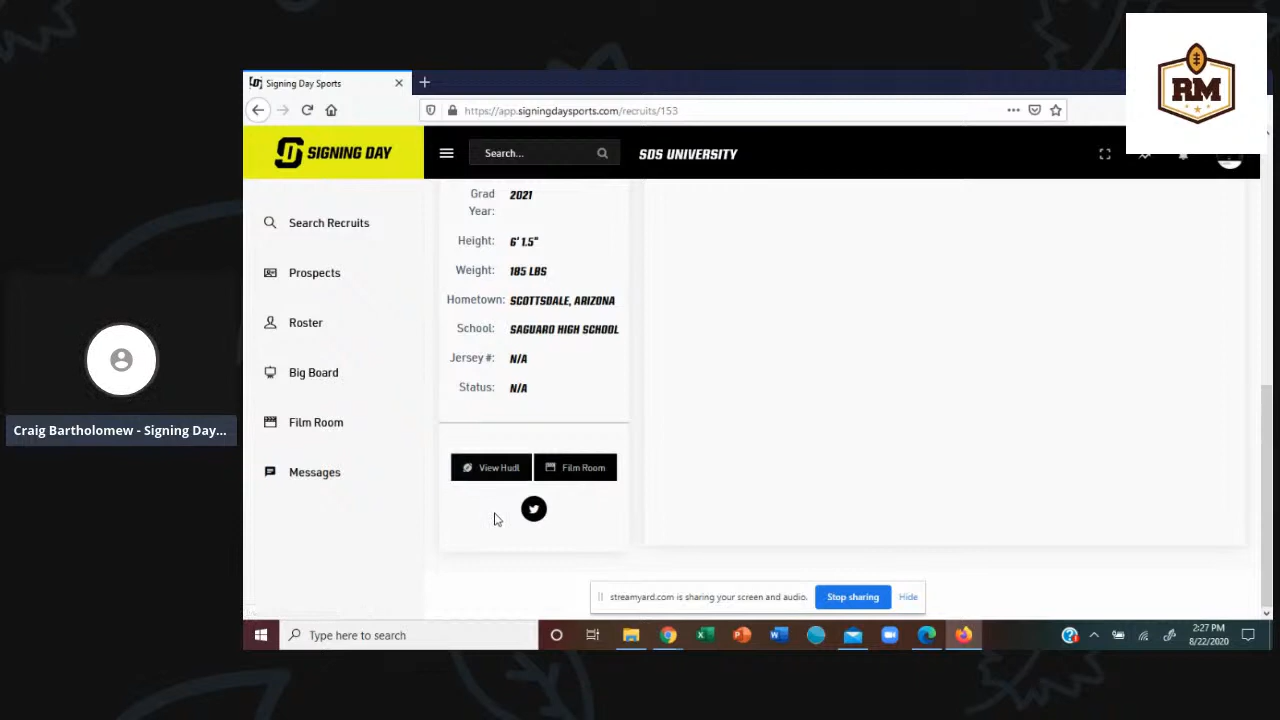 RM
Signing Day Sports
https://app.signingdaysports.com/recruits/153
SIGNING DAY
Search...
SDS UNIVERSITY
Search Recruits
Prospects
Roster
Big Board
Film Room
Messages
Grad Year: 2021
Height: 6' 1.5"
Weight: 185 LBS
Hometown: SCOTTSDALE, ARIZONA
School: SAGUARO HIGH SCHOOL
Jersey #: N/A
Status: N/A
View Hudl
Film Room
Craig Bartholomew - Signing Day...
streamyard.com is sharing your screen and audio.
Stop sharing
Hide
Type here to search
2:27 PM
8/22/2020